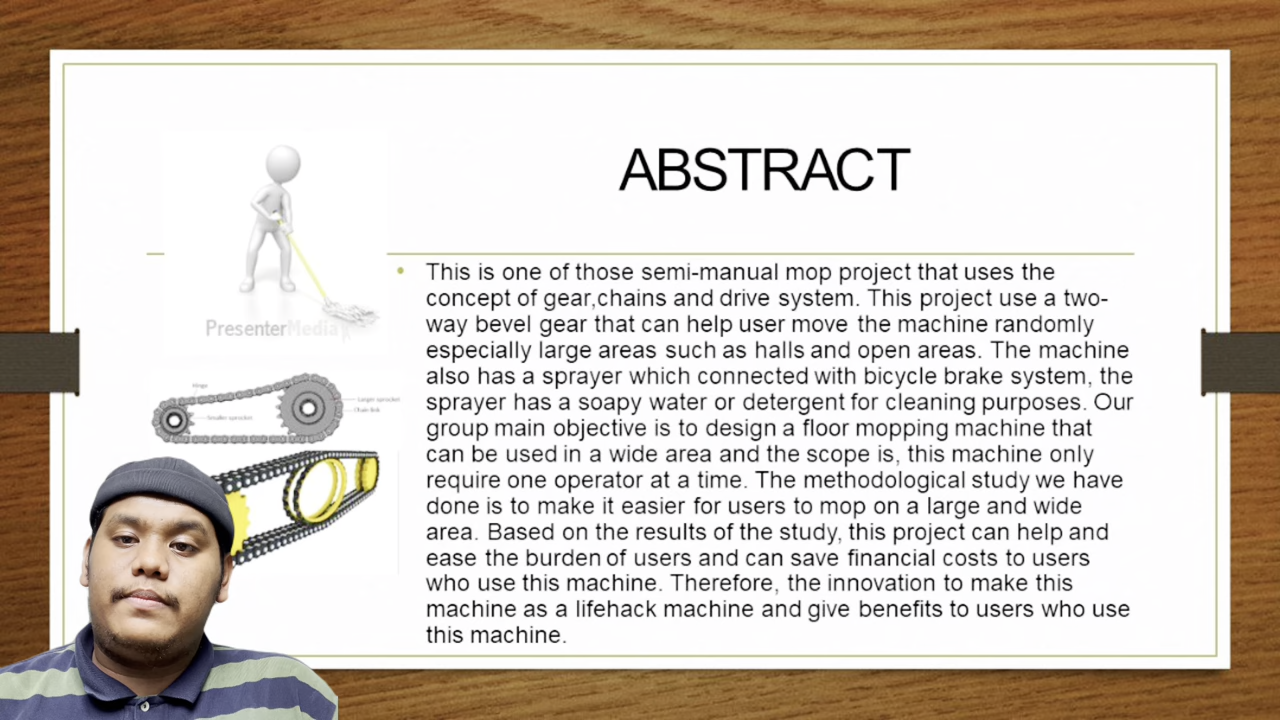 ABSTRACT
This is one of those semi-manual mop project that uses the
concept of gear,chains and drive system. This project use a two-
way bevel gear that can help user move the machine randomly
especially large areas such as halls and open areas. The machine
also has a sprayer which connected with bicycle brake system, the
sprayer has a soapy water or detergent for cleaning purposes. Our
group main objective is to design a floor mopping machine that
can be used in a wide area and the scope is, this machine only
require one operator at a time. The methodological study we have
done is to make it easier for users to mop on a large and wide
area. Based on the results of the study, this project can help and
ease the burden of users and can save financial costs to users
who use this machine. Therefore, the innovation to make this
machine as a lifehack machine and give benefits to users who use
this machine.
PresenterMedia
Hinge
Larger sprocket
Smaller sprocket
Chain link